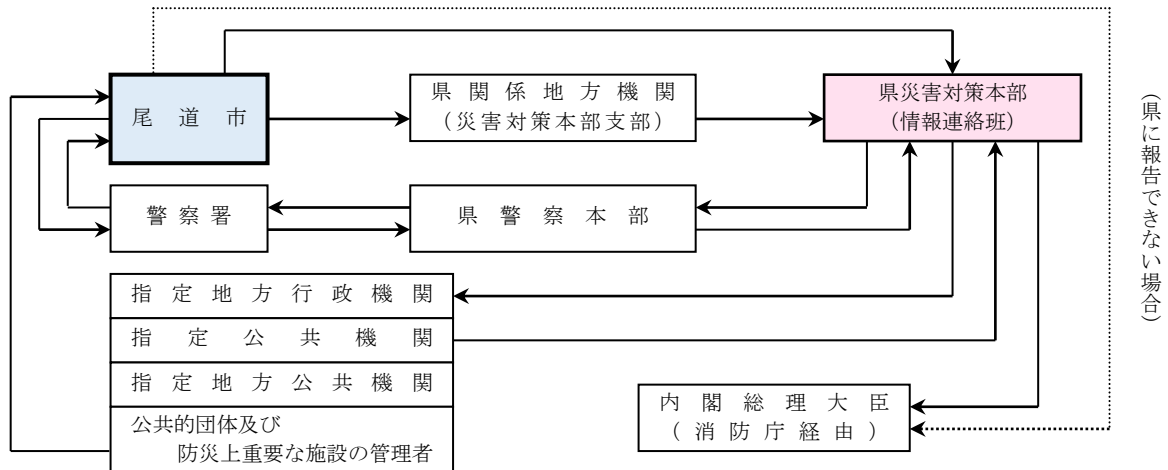 尾道市
県関係地方機関
（災害対策本部支部）
県災害対策本部
（情報連絡班）
（県に報告できない場合）
警察署
県警察本部
指定地方行政機関
指定公共機関
指定地方公共機関
公共的団体及び
防災上重要な施設の管理者
内閣総理大臣
（消防庁経由）